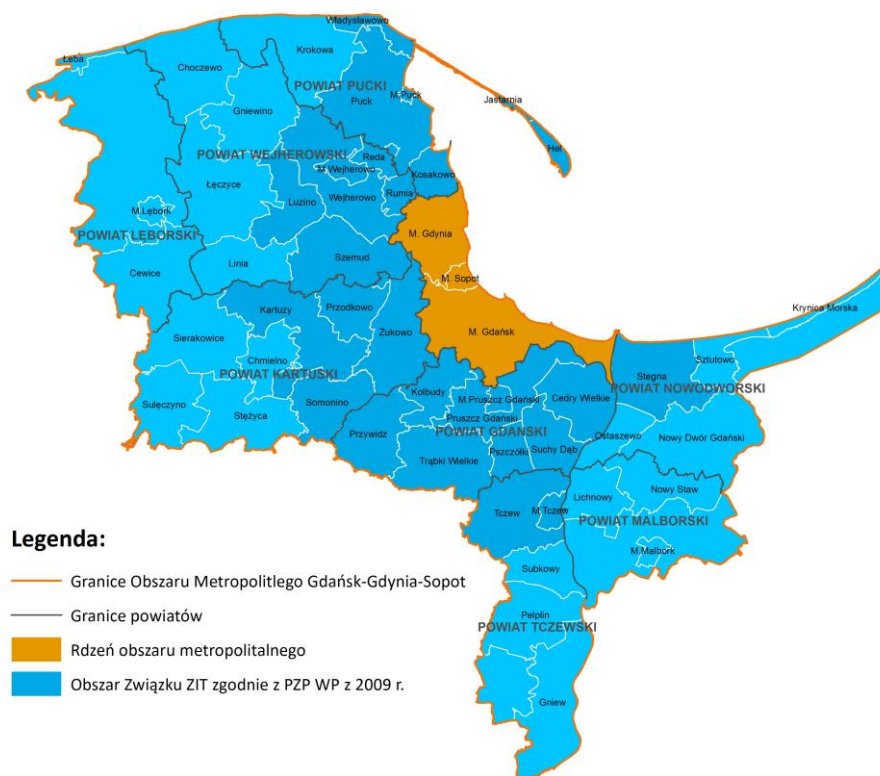 Władysławowo
Krokowa
Łeba
Choczewo
POWIAT PUCKI
Puck
M.Puck
Jastarnia
Gniewino
Hel
POWIAT WEJHEROWSKI
Reda
M.Wejherowo
Kosakowo
Łęczyce
Wejherowo
Rumia
Luzino
M.Lębork
POWIAT LĘBORSKI
M. Gdynia
Szemud
Linia
Cewice
M. Sopot
Kartuzy
Przodkowo
Krynica Morska
Sierakowice
Żukowo
M. Gdańsk
Chmielno
Sztutowo
POWIAT KARTUSKI
Stegna
POWIAT NOWODWORSKI
Kolbudy
M.Pruszcz Gdański
Cedry Wielkie
Sulęczyno
Somonino
Stężyca
Pruszcz Gdański
POWIAT GDAŃSKI
Ostaszewo
Przywidz
Nowy Dwór Gdański
Suchy Dąb
Pszczółki
Trąbki Wielkie
Nowy Staw
Lichnowy
Tczew
M.Tczew
POWIAT MALBORSKI
M.Malbork
Subkowy
Pelplin
POWIAT TCZEWSKI
Gniew
Legenda:
Granice Obszaru Metropolitlego Gdańsk-Gdynia-Sopot
Granice powiatów
Rdzeń obszaru metropolitalnego
Obszar Związku ZIT zgodnie z PZP WP z 2009 r.